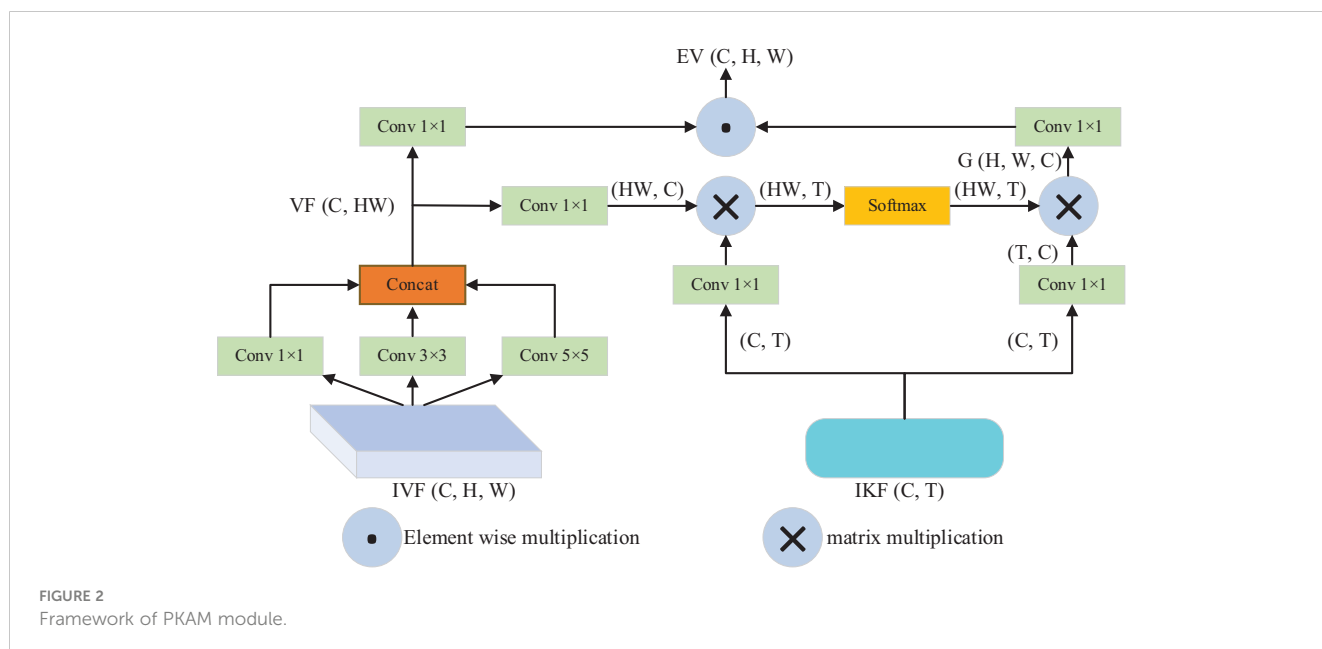 EV (C, H, W)
Conv 1×1
Conv 1×1
G (H, W, C)
VF (C, HW)
Conv 1×1
(HW, C)
(HW, T)
Softmax
(HW, T)
(T, C)
Concat
Conv 1×1
Conv 1×1
Conv 1×1
Conv 3×3
Conv 5×5
(C, T)
(C, T)
IVF (C, H, W)
IKF (C, T)
Element wise multiplication
matrix multiplication
FIGURE 2
Framework of PKAM module.